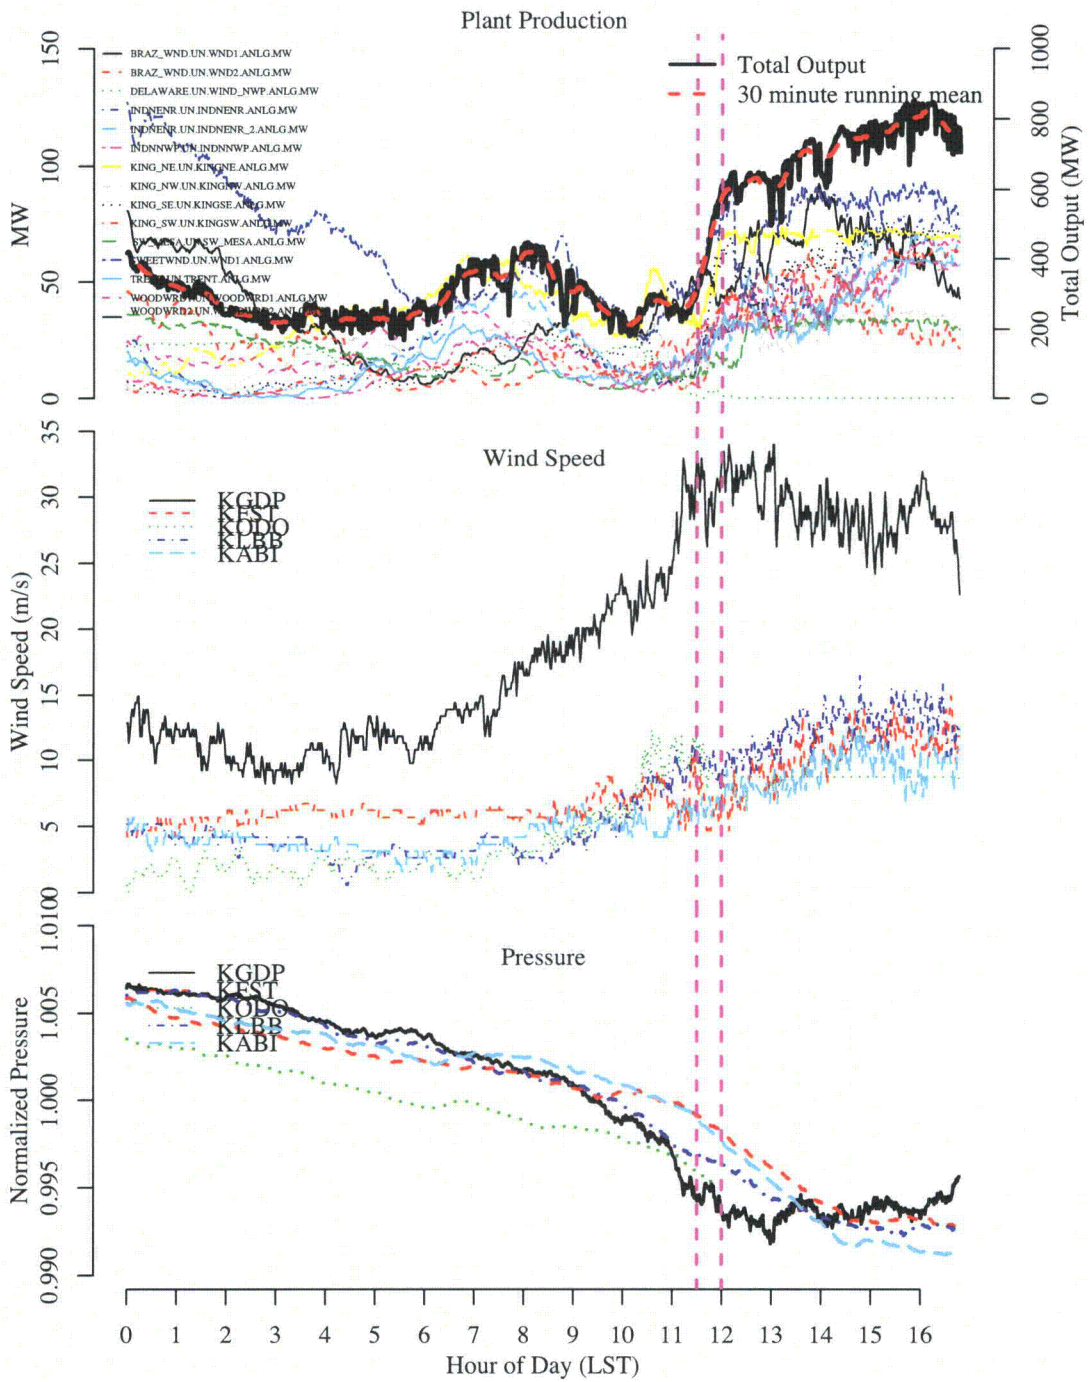 Plant Production
150
100
50
0
MW
BRAZ_WND.UN.WND1.ANLG.MW
BRAZ_WND.UN.WND2.ANLG.MW
DELAWARE.UN.WIND_NWP.ANLG.MW
INDNENR.UN.INDNENR.ANLG.MW
INDNENR.UN.INDNENR_2.ANLG.MW
INDNNWP.UN.INDNNWP.ANLG.MW
KING_NE.UN.KINGNE.ANLG.MW
KING_NW.UN.KINGNW.ANLG.MW
KING_SE.UN.KINGSE.ANLG.MW
KING_SW.UN.KINGSW.ANLG.MW
SW_MESA.UN.SW_MESA.ANLG.MW
SWEETWND.UN.WND1.ANLG.MW
TRENT.UN.TRENT.ANLG.MW
WOODWRD1.UN.WOODWRD1.ANLG.MW
Total Output
30 minute running mean
1000
800
600
400
200
0
Total Output (MW)
Wind Speed
35
30
25
20
15
10
5
0
Wind Speed (m/s)
KGDP
KFST
KODO
KLBB
KABI
Pressure
1.010
1.005
1.000
0.995
0.990
Normalized Pressure
KGDP
KFST
KODO
KLBB
KABI
0 1 2 3 4 5 6 7 8 9 10 11 12 13 14 15 16
Hour of Day (LST)